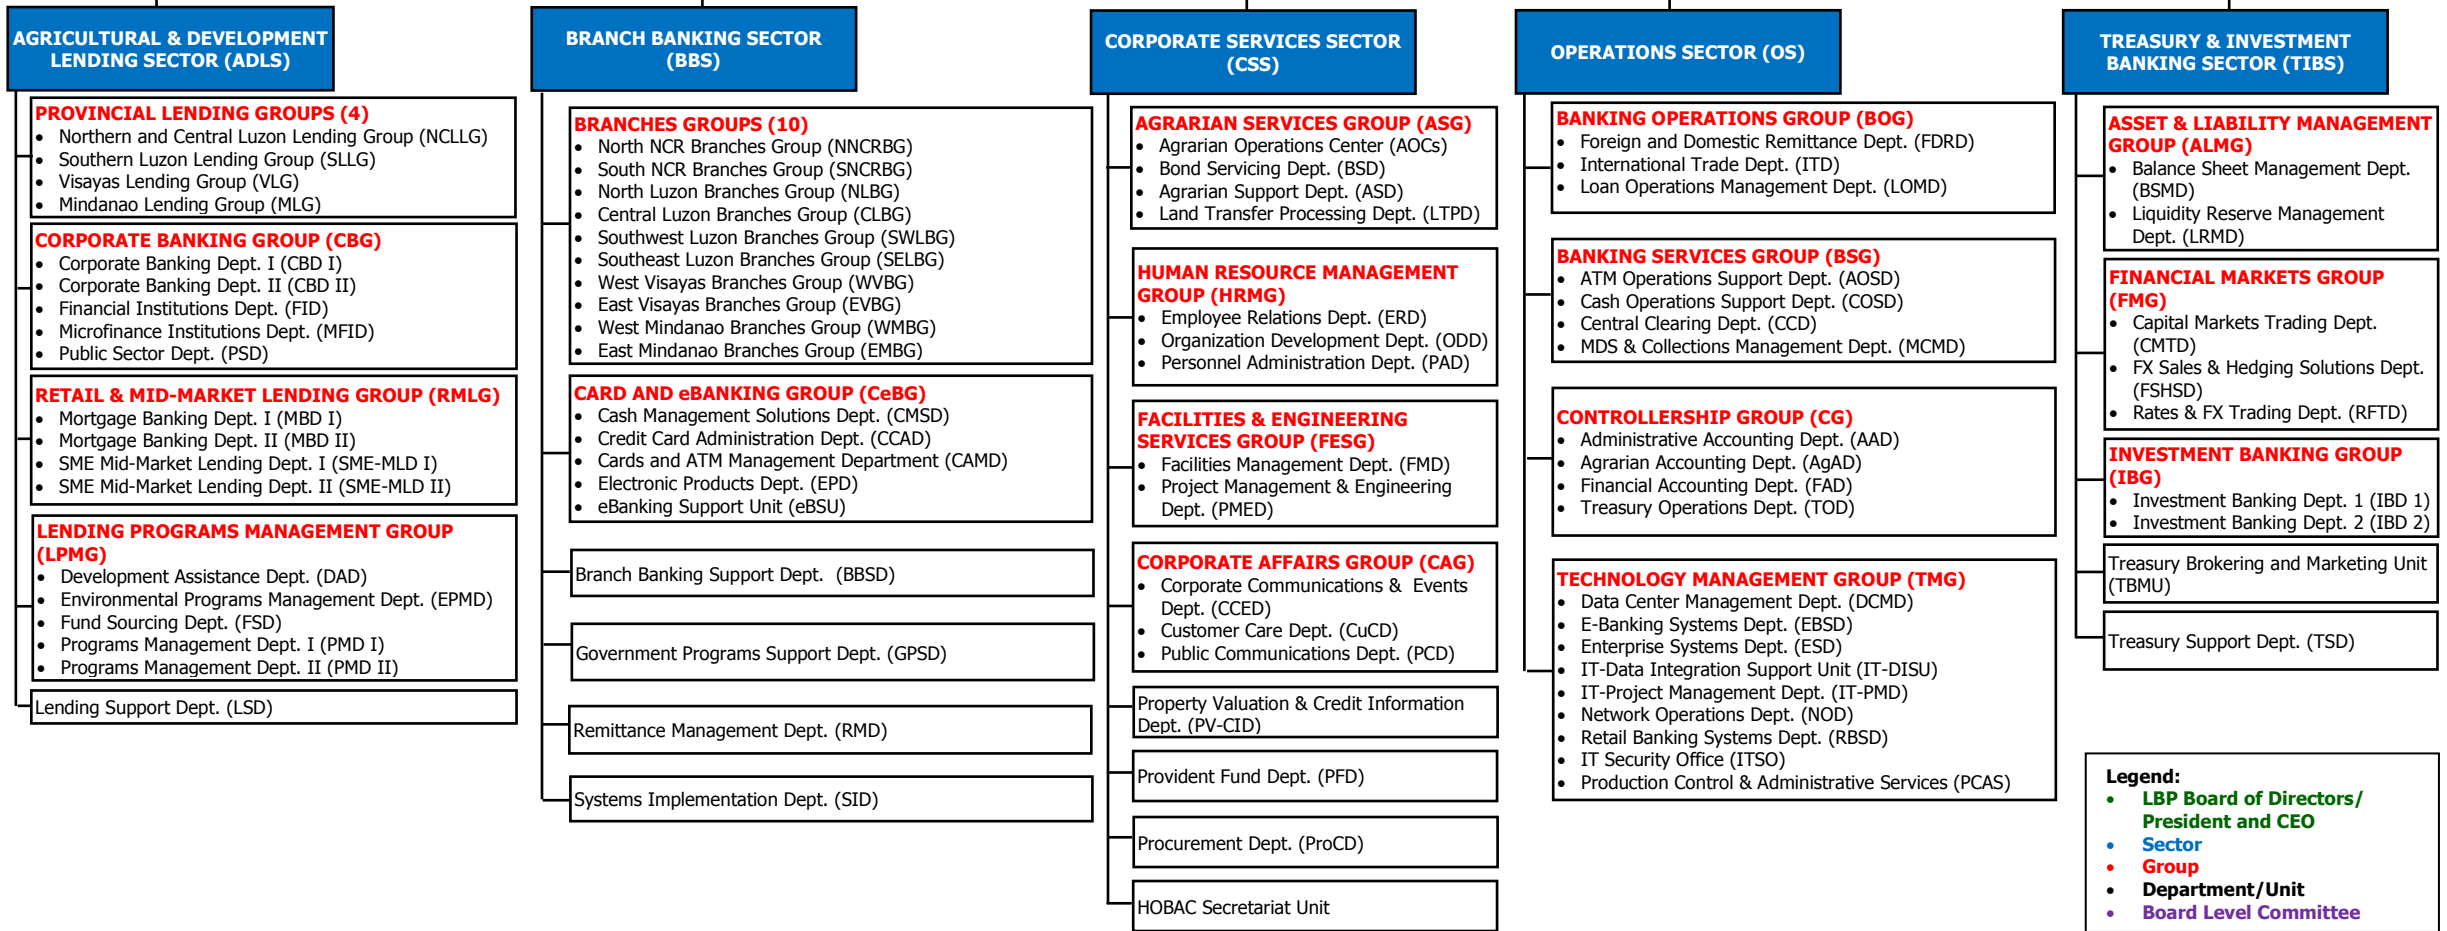 AGRICULTURAL & DEVELOPMENT
LENDING SECTOR (ADLS)
PROVINCIAL LENDING GROUPS (4)
• Northern and Central Luzon Lending Group (NCLLG)
• Southern Luzon Lending Group (SLLG)
• Visayas Lending Group (VLG)
• Mindanao Lending Group (MLG)
CORPORATE BANKING GROUP (CBG)
• Corporate Banking Dept. I (CBD I)
• Corporate Banking Dept. II (CBD II)
• Financial Institutions Dept. (FID)
• Microfinance Institutions Dept. (MFID)
• Public Sector Dept. (PSD)
RETAIL & MID-MARKET LENDING GROUP (RMLG)
• Mortgage Banking Dept. I (MBD I)
• Mortgage Banking Dept. II (MBD II)
• SME Mid-Market Lending Dept. I (SME-MLD I)
• SME Mid-Market Lending Dept. II (SME-MLD II)
LENDING PROGRAMS MANAGEMENT GROUP
(LPMG)
• Development Assistance Dept. (DAD)
• Environmental Programs Management Dept. (EPMD)
• Fund Sourcing Dept. (FSD)
• Programs Management Dept. I (PMD I)
• Programs Management Dept. II (PMD II)
Lending Support Dept. (LSD)
BRANCH BANKING SECTOR
(BBS)
BRANCHES GROUPS (10)
• North NCR Branches Group (NNCRBG)
• South NCR Branches Group (SNCRBG)
• North Luzon Branches Group (NLBG)
• Central Luzon Branches Group (CLBG)
• Southwest Luzon Branches Group (SWLBG)
• Southeast Luzon Branches Group (SELBG)
• West Visayas Branches Group (WVBG)
• East Visayas Branches Group (EVBG)
• West Mindanao Branches Group (WMBG)
• East Mindanao Branches Group (EMBG)
CARD AND eBANKING GROUP (CeBG)
• Cash Management Solutions Dept. (CMSD)
• Credit Card Administration Dept. (CCAD)
• Cards and ATM Management Department (CAMD)
• Electronic Products Dept. (EPD)
• eBanking Support Unit (eBSU)
Branch Banking Support Dept. (BBSD)
Government Programs Support Dept. (GPSD)
Remittance Management Dept. (RMD)
Systems Implementation Dept. (SID)
CORPORATE SERVICES SECTOR
(CSS)
AGRARIAN SERVICES GROUP (ASG)
• Agrarian Operations Center (AOCs)
• Bond Servicing Dept. (BSD)
• Agrarian Support Dept. (ASD)
• Land Transfer Processing Dept. (LTPD)
HUMAN RESOURCE MANAGEMENT
GROUP (HRMG)
• Employee Relations Dept. (ERD)
• Organization Development Dept. (ODD)
• Personnel Administration Dept. (PAD)
FACILITIES & ENGINEERING
SERVICES GROUP (FESG)
• Facilities Management Dept. (FMD)
• Project Management & Engineering
Dept. (PMED)
CORPORATE AFFAIRS GROUP (CAG)
• Corporate Communications & Events
Dept. (CCED)
• Customer Care Dept. (CuCD)
• Public Communications Dept. (PCD)
Property Valuation & Credit Information
Dept. (PV-CID)
Provident Fund Dept. (PFD)
Procurement Dept. (ProCD)
HOBAC Secretariat Unit
OPERATIONS SECTOR (OS)
BANKING OPERATIONS GROUP (BOG)
• Foreign and Domestic Remittance Dept. (FDRD)
• International Trade Dept. (ITD)
• Loan Operations Management Dept. (LOMD)
BANKING SERVICES GROUP (BSG)
• ATM Operations Support Dept. (AOSD)
• Cash Operations Support Dept. (COSD)
• Central Clearing Dept. (CCD)
• MDS & Collections Management Dept. (MCMD)
CONTROLLERSHIP GROUP (CG)
• Administrative Accounting Dept. (AAD)
• Agrarian Accounting Dept. (AgAD)
• Financial Accounting Dept. (FAD)
• Treasury Operations Dept. (TOD)
TECHNOLOGY MANAGEMENT GROUP (TMG)
• Data Center Management Dept. (DCMD)
• E-Banking Systems Dept. (EBSD)
• Enterprise Systems Dept. (ESD)
• IT-Data Integration Support Unit (IT-DISU)
• IT-Project Management Dept. (IT-PMD)
• Network Operations Dept. (NOD)
• Retail Banking Systems Dept. (RBSD)
• IT Security Office (ITSO)
• Production Control & Administrative Services (PCAS)
TREASURY & INVESTMENT
BANKING SECTOR (TIBS)
ASSET & LIABILITY MANAGEMENT
GROUP (ALMG)
• Balance Sheet Management Dept.
(BSMD)
• Liquidity Reserve Management
Dept. (LRMD)
FINANCIAL MARKETS GROUP
(FMG)
• Capital Markets Trading Dept.
(CMTD)
• FX Sales & Hedging Solutions Dept.
(FSHSD)
• Rates & FX Trading Dept. (RFTD)
INVESTMENT BANKING GROUP
(IBG)
• Investment Banking Dept. 1 (IBD 1)
• Investment Banking Dept. 2 (IBD 2)
Treasury Brokering and Marketing Unit
(TBMU)
Treasury Support Dept. (TSD)
Legend:
• LBP Board of Directors/
President and CEO
• Sector
• Group
• Department/Unit
• Board Level Committee